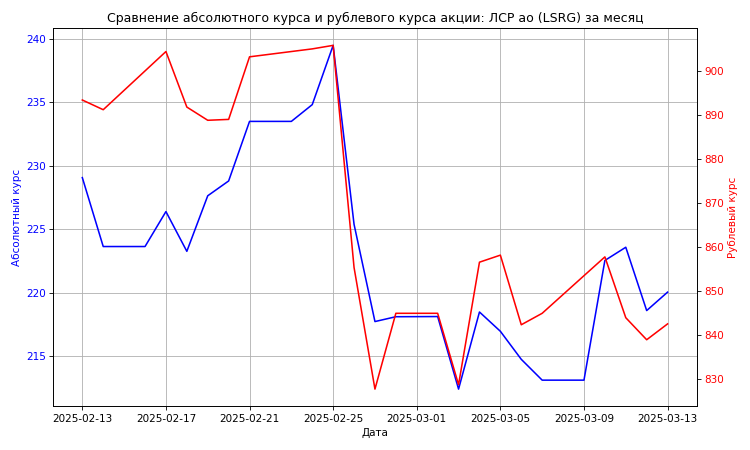 Сравнение абсолютного курса и рублевого курса акции: ЛСР ао (LSRG) за месяц
240
235
230
225
220
215
Абсолютный курс
900
890
880
870
860
850
840
830
Рублевый курс
2025-02-13 2025-02-17 2025-02-21 2025-02-25 2025-03-01 2025-03-05 2025-03-09 2025-03-13
Дата